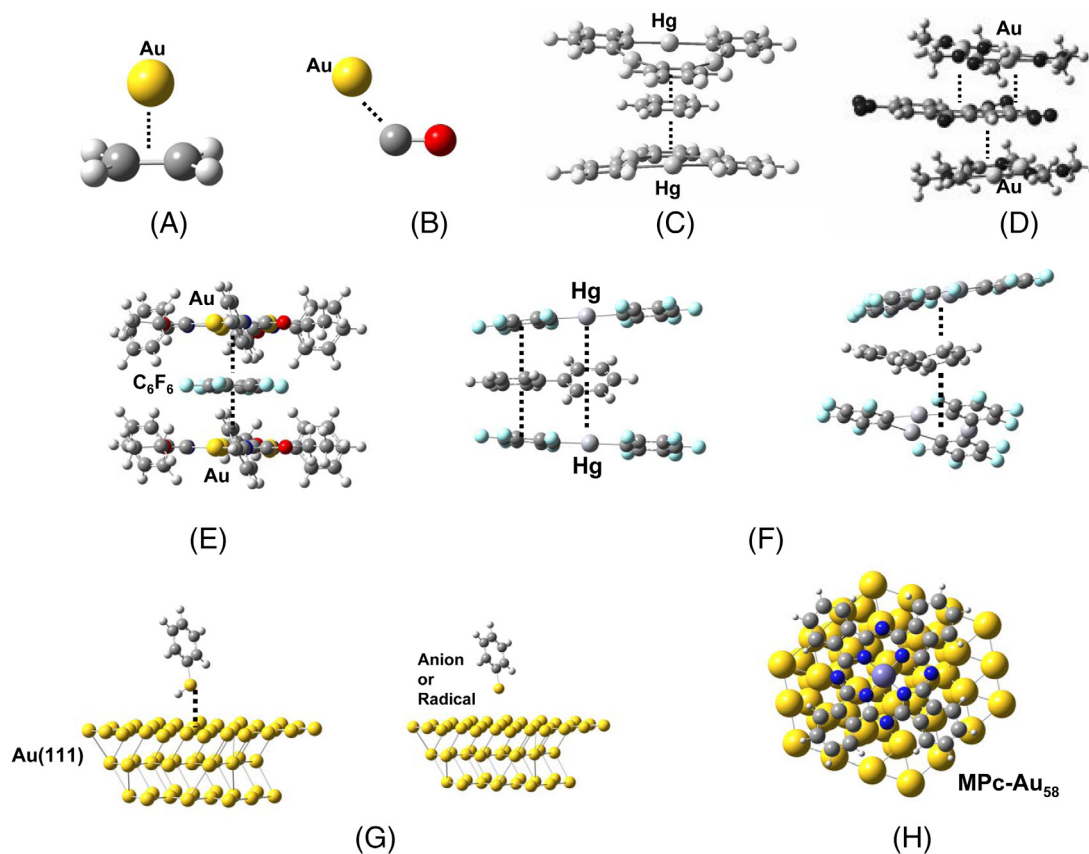 Au
Au
Hg
Hg
Au
Au
(A)
(B)
(C)
(D)
Au
C₆F₆
Au
Hg
Hg
(E)
(F)
Anion
or
Radical
Au(111)
MPc-Au₅₈
(G)
(H)